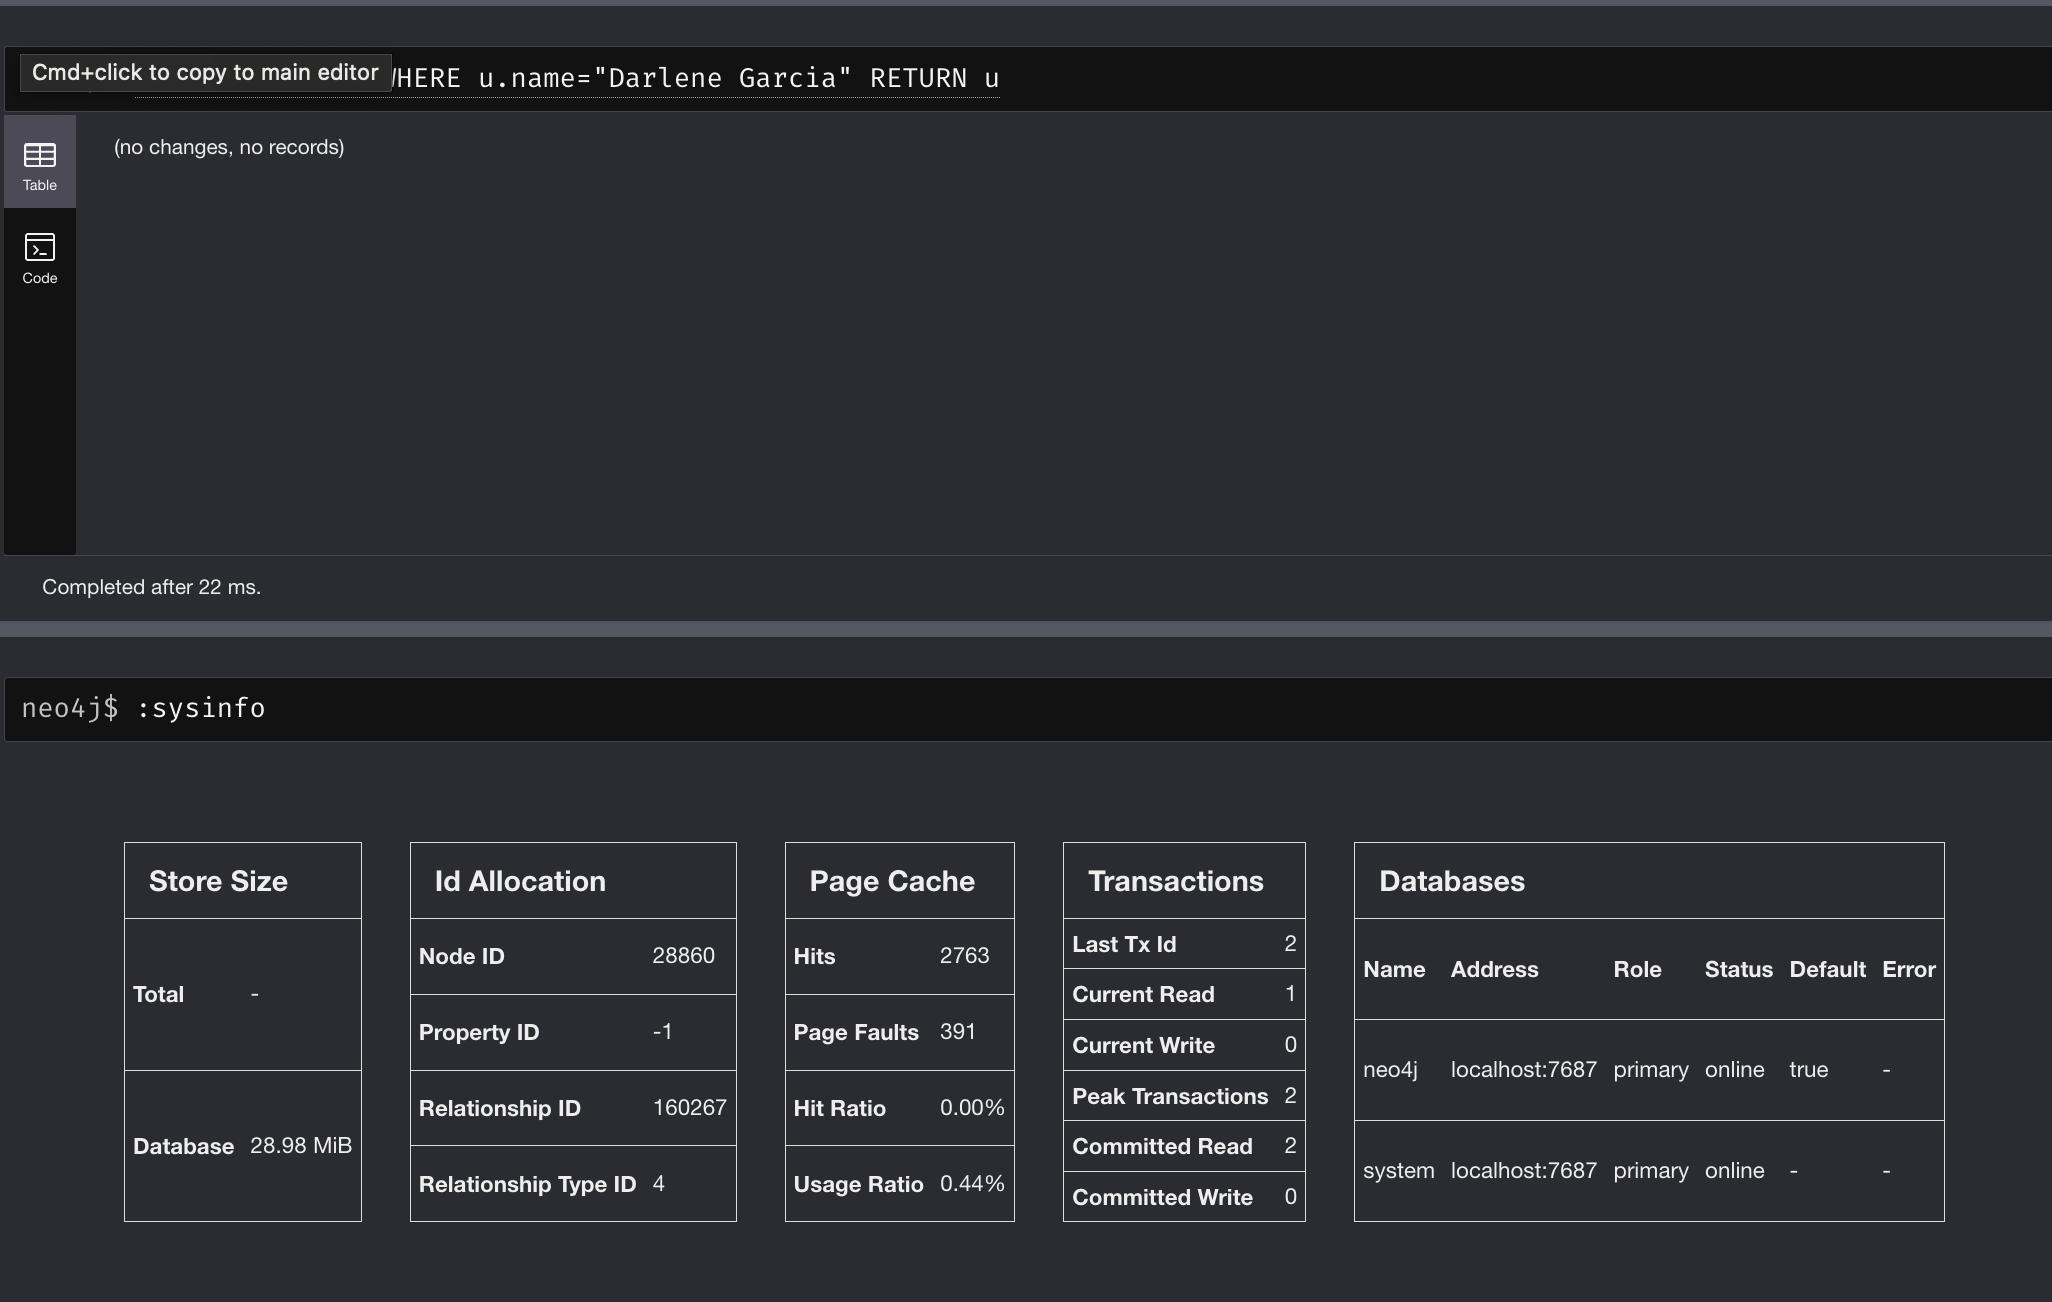 Cmd+click to copy to main editor WHERE u.name="Darlene Garcia" RETURN u
Table
(no changes, no records)
Code
Completed after 22 ms.
neo4j$ :sysinfo
Store Size
Total -
Database 28.98 MiB
Id Allocation
Node ID 28860
Property ID -1
Relationship ID 160267
Relationship Type ID 4
Page Cache
Hits 2763
Page Faults 391
Hit Ratio 0.00%
Usage Ratio 0.44%
Transactions
Last Tx Id 2
Current Read 1
Current Write 0
Peak Transactions 2
Committed Read 2
Committed Write 0
Databases
Name Address Role Status Default Error
neo4j localhost:7687 primary online true -
system localhost:7687 primary online - -